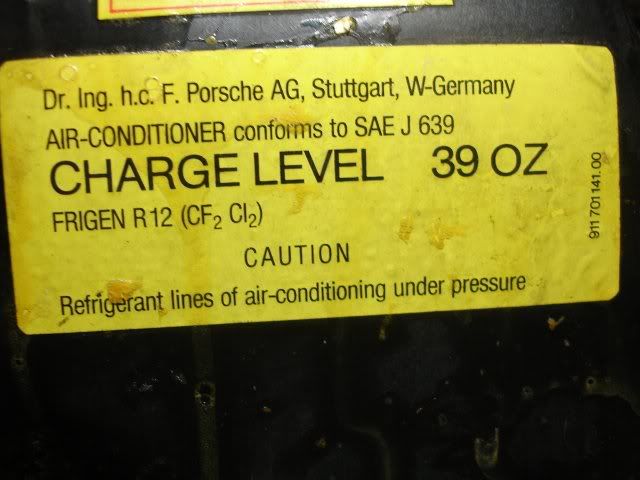 Dr. Ing. h.c. F. Porsche AG, Stuttgart, W-Germany
AIR-CONDITIONER conforms to SAE J 639
CHARGE LEVEL 39 OZ
FRIGEN R12 (CF₂ Cl₂)
CAUTION
Refrigerant lines of air-conditioning under pressure
911 701 141.00